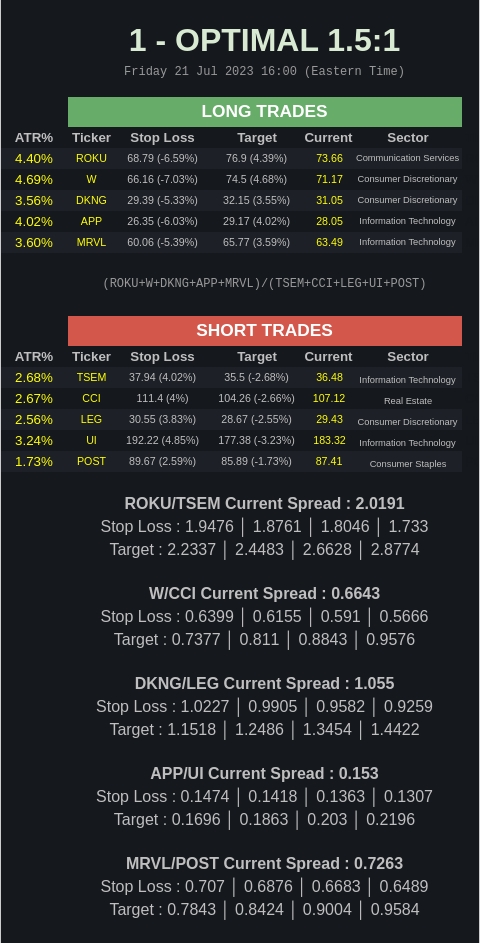 1 - OPTIMAL 1.5:1
Friday 21 Jul 2023 16:00 (Eastern Time)
LONG TRADES
ATR% Ticker Stop Loss Target Current Sector
4.40% ROKU 68.79 (-6.59%) 76.9 (4.39%) 73.66 Communication Services
4.69% W 66.16 (-7.03%) 74.5 (4.68%) 71.17 Consumer Discretionary
3.56% DKNG 29.39 (-5.33%) 32.15 (3.55%) 31.05 Consumer Discretionary
4.02% APP 26.35 (-6.03%) 29.17 (4.02%) 28.05 Information Technology
3.60% MRVL 60.06 (-5.39%) 65.77 (3.59%) 63.49 Information Technology
(ROKU+W+DKNG+APP+MRVL)/(TSEM+CCI+LEG+UI+POST)
SHORT TRADES
ATR% Ticker Stop Loss Target Current Sector
2.68% TSEM 37.94 (4.02%) 35.5 (-2.68%) 36.48 Information Technology
2.67% CCI 111.4 (4%) 104.26 (-2.66%) 107.12 Real Estate
2.56% LEG 30.55 (3.83%) 28.67 (-2.55%) 29.43 Consumer Discretionary
3.24% UI 192.22 (4.85%) 177.38 (-3.23%) 183.32 Information Technology
1.73% POST 89.67 (2.59%) 85.89 (-1.73%) 87.41 Consumer Staples
ROKU/TSEM Current Spread : 2.0191
Stop Loss : 1.9476 │ 1.8761 │ 1.8046 │ 1.733
Target : 2.2337 │ 2.4483 │ 2.6628 │ 2.8774
W/CCI Current Spread : 0.6643
Stop Loss : 0.6399 │ 0.6155 │ 0.591 │ 0.5666
Target : 0.7377 │ 0.811 │ 0.8843 │ 0.9576
DKNG/LEG Current Spread : 1.055
Stop Loss : 1.0227 │ 0.9905 │ 0.9582 │ 0.9259
Target : 1.1518 │ 1.2486 │ 1.3454 │ 1.4422
APP/UI Current Spread : 0.153
Stop Loss : 0.1474 │ 0.1418 │ 0.1363 │ 0.1307
Target : 0.1696 │ 0.1863 │ 0.203 │ 0.2196
MRVL/POST Current Spread : 0.7263
Stop Loss : 0.707 │ 0.6876 │ 0.6683 │ 0.6489
Target : 0.7843 │ 0.8424 │ 0.9004 │ 0.9584